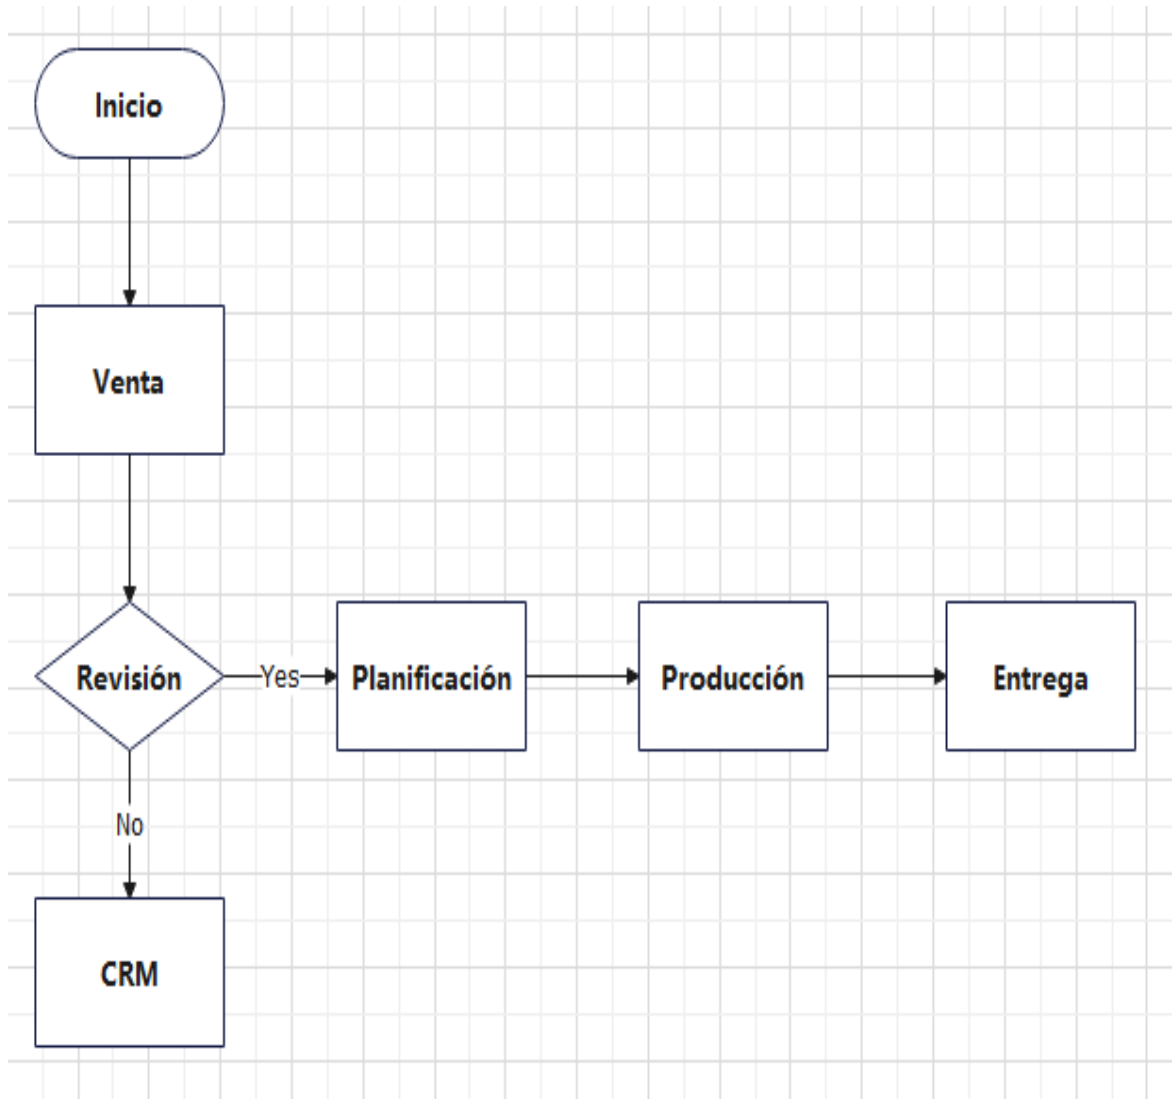 Inicio
Venta
Revisión
Yes
Planificación
Producción
Entrega
No
CRM